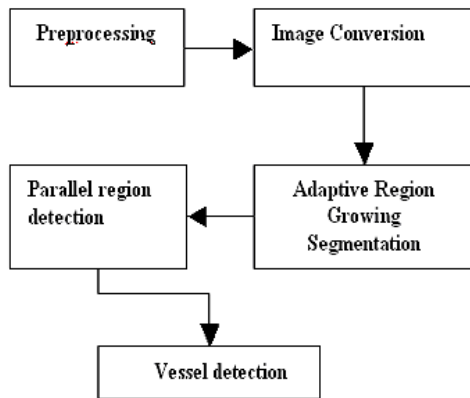 Preprocessing
Image Conversion
Adaptive Region
Growing
Segmentation
Parallel region
detection
Vessel detection